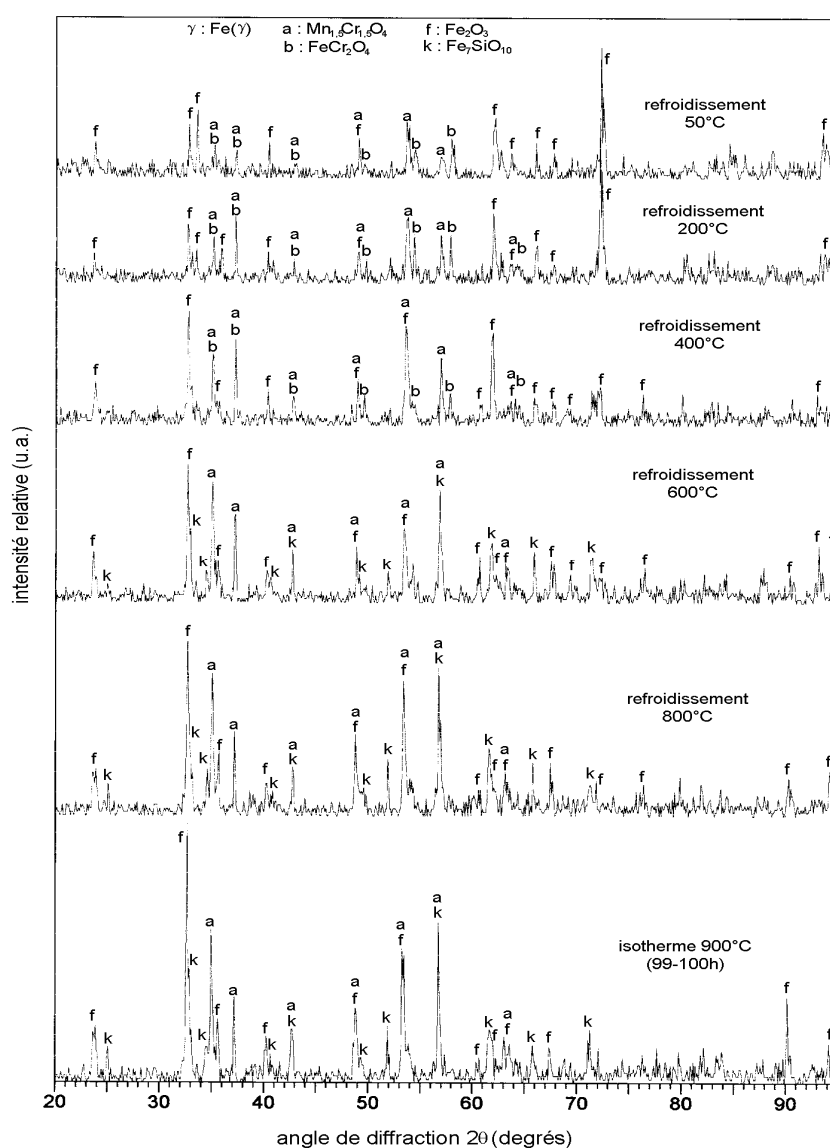 γ : Fe(γ) a : Mn1,5Cr1,5O4 f : Fe2O3
b : FeCr2O4 k : Fe7SiO10
refroidissement
50°C
f f f a b a b f a b a f b a b a b f f f f f f
refroidissement
200°C
f f f a b f a b f a b a f b a b a b f a f b f f f f
refroidissement
400°C
f f a b f a b f a b a f b a f b a b f f a f b f f f f f f
refroidissement
600°C
f k f k k a f a f k a k a f k k a f a k f k f a f k f f k f f f f
refroidissement
800°C
f k f k k a f a f k a k a f k k a f a k f k f a f k f k f f f f
isotherme 900°C
(99-100h)
f k f k k a f a f k a k a f k k a f a k f k f a f k f k f f
intensité relative (u.a.)
20 30 40 50 60 70 80 90
angle de diffraction 2θ (degrés)